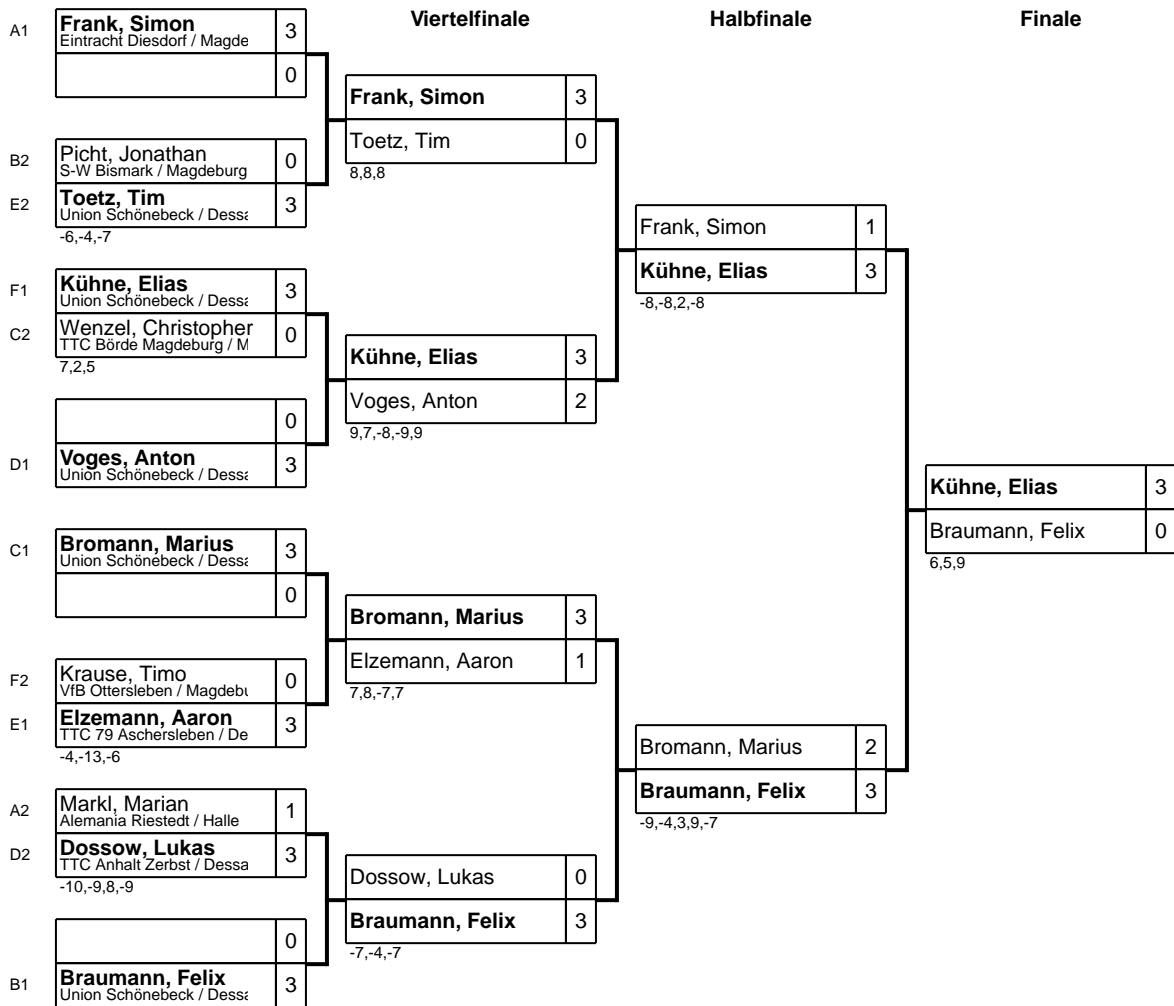 Viertelfinale
Halbfinale
Finale
A1
Frank, Simon
3
Eintracht Diesdorf / Magde
0
B2
Picht, Jonathan
0
S-W Bismark / Magdeburg
E2
Toetz, Tim
3
Union Schönebeck / Dessa
-6,-4,-7
F1
Kühne, Elias
3
Union Schönebeck / Dessa
C2
Wenzel, Christopher
0
TTC Börde Magdeburg / M
7,2,5
0
D1
Voges, Anton
3
Union Schönebeck / Dessa
C1
Bromann, Marius
3
Union Schönebeck / Dessa
0
F2
Krause, Timo
0
VfB Ottersleben / Magdebu
E1
Elzemann, Aaron
3
TTC 79 Aschersleben / De
-4,-13,-6
A2
Markl, Marian
1
Alemania Riestedt / Halle
D2
Dossow, Lukas
3
TTC Anhalt Zerbst / Dessa
-10,-9,8,-9
0
B1
Braumann, Felix
3
Union Schönebeck / Dessa
Frank, Simon
3
Toetz, Tim
0
8,8,8
Kühne, Elias
3
Voges, Anton
2
9,7,-8,-9,9
Bromann, Marius
3
Elzemann, Aaron
1
7,8,-7,7
Dossow, Lukas
0
Braumann, Felix
3
-7,-4,-7
Frank, Simon
1
Kühne, Elias
3
-8,-8,2,-8
Bromann, Marius
2
Braumann, Felix
3
-9,-4,3,9,-7
Kühne, Elias
3
Braumann, Felix
0
6,5,9